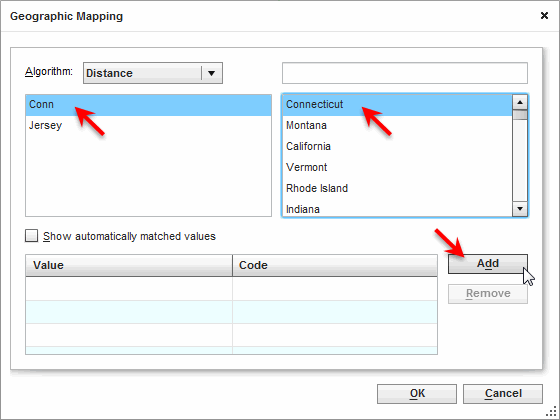 Geographic Mapping
Algorithm: Distance
Conn
Jersey
Connecticut
Montana
California
Vermont
Rhode Island
Indiana
Show automatically matched values
Value Code
Add
Remove
OK Cancel